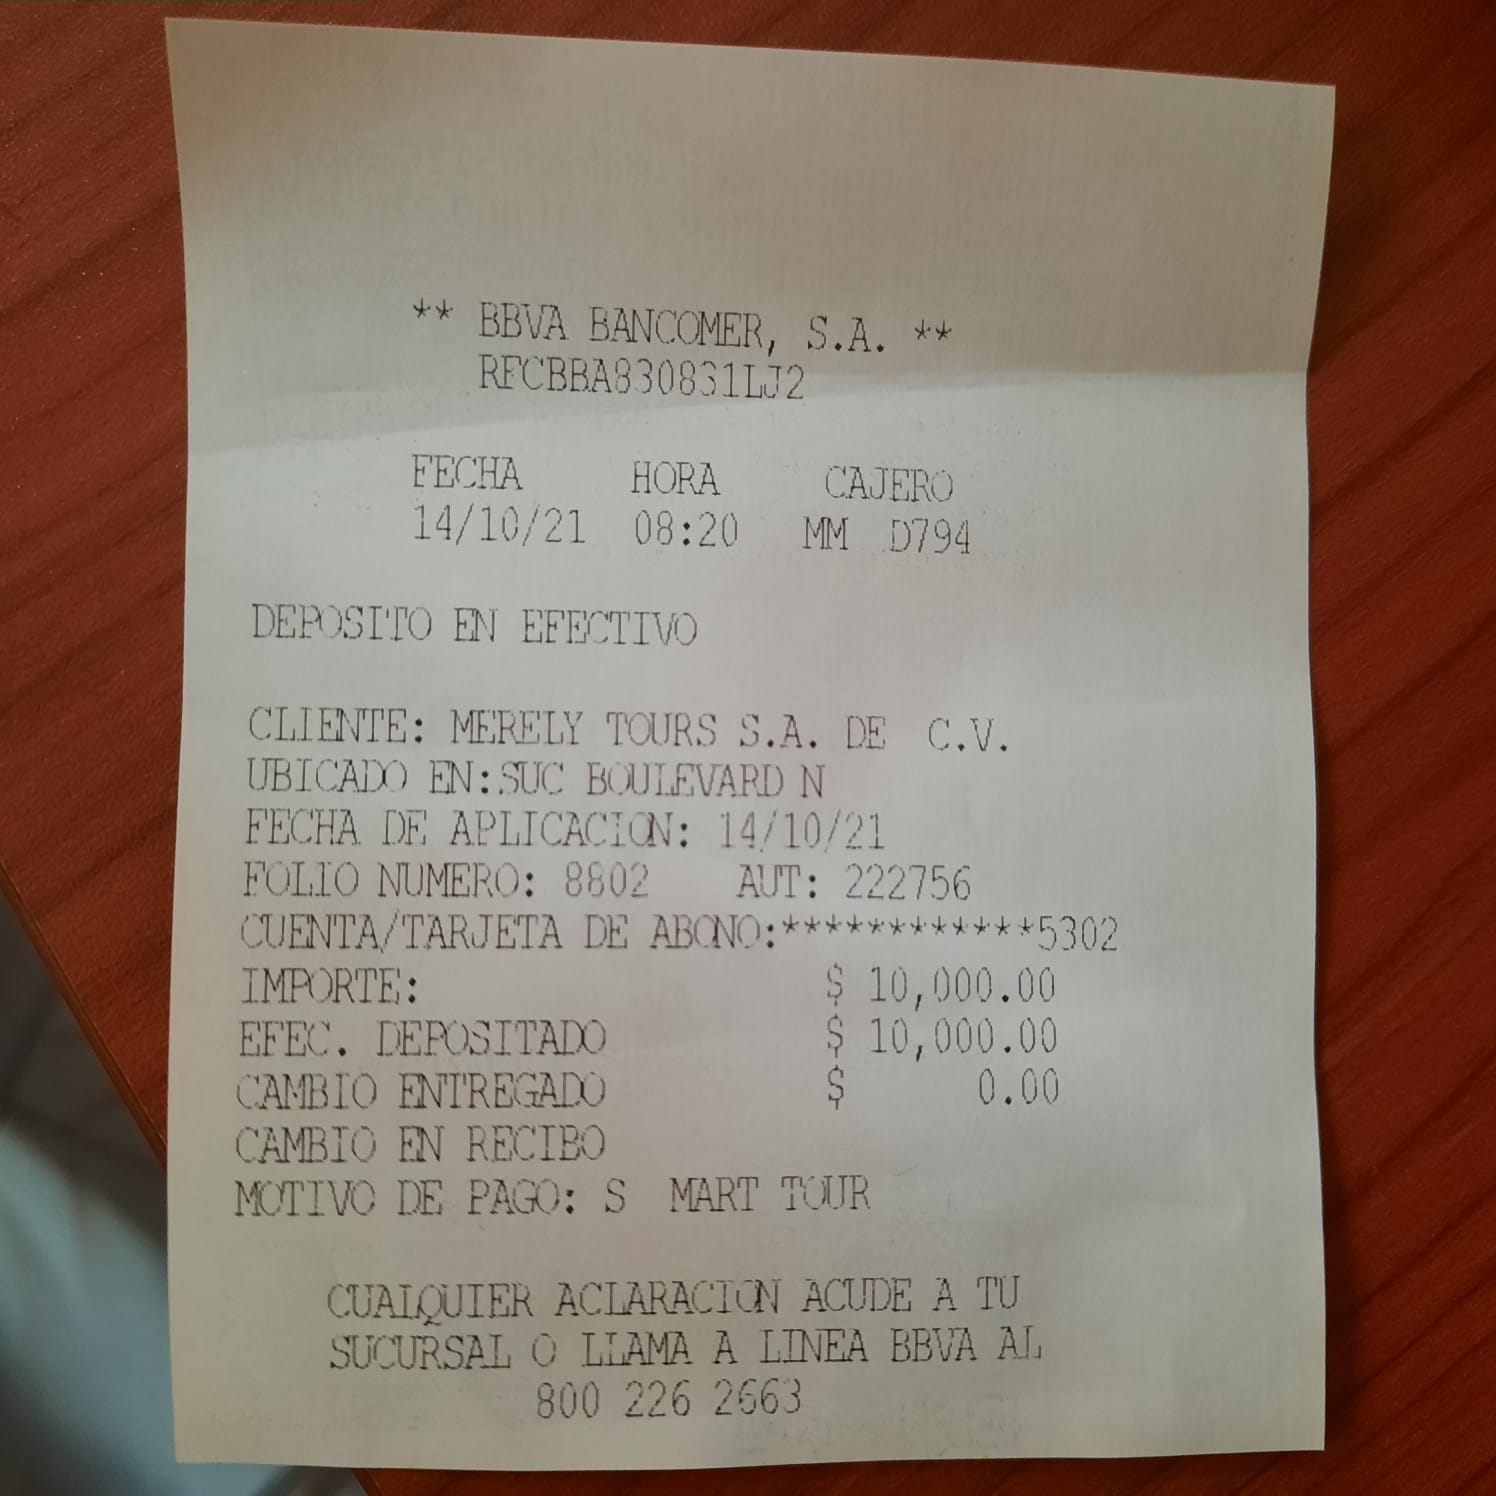 ** BBVA BANCOMER, S.A. **
RFCBBA830831LJ2
FECHA HORA CAJERO
14/10/21 08:20 MM D794
DEPOSITO EN EFECTIVO
CLIENTE: MERELY TOURS S.A. DE C.V.
UBICADO EN:SUC BOULEVARD N
FECHA DE APLICACION: 14/10/21
FOLIO NUMERO: 8802 AUT: 222756
CUENTA/TARJETA DE ABONO:************5302
IMPORTE: $ 10,000.00
EFEC. DEPOSITADO $ 10,000.00
CAMBIO ENTREGADO $ 0.00
CAMBIO EN RECIBO
MOTIVO DE PAGO: S MART TOUR
CUALQUIER ACLARACION ACUDE A TU
SUCURSAL O LLAMA A LINEA BBVA AL
800 226 2663